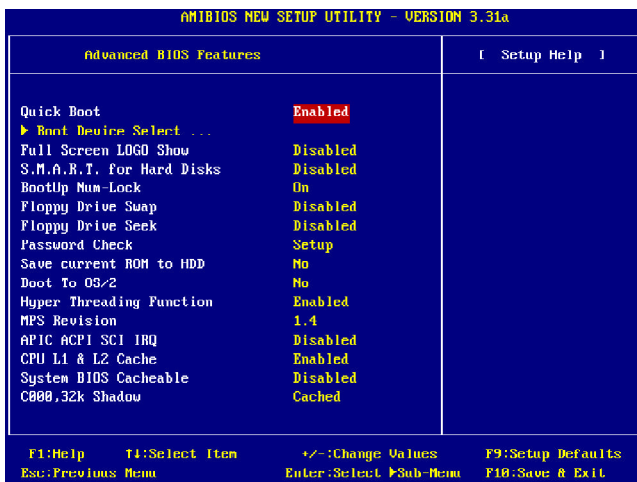 AMIBIOS NEW SETUP UTILITY - VERSION 3.31a
Advanced BIOS Features
[ Setup Help ]
Quick Boot Enabled
▶ Boot Device Select ...
Full Screen LOGO Show Disabled
S.M.A.R.T. for Hard Disks Disabled
BootUp Num-Lock On
Floppy Drive Swap Disabled
Floppy Drive Seek Disabled
Password Check Setup
Save current ROM to HDD No
Boot To OS/2 No
Hyper Threading Function Enabled
MPS Revision 1.4
APIC ACPI SCI IRQ Disabled
CPU L1 & L2 Cache Enabled
System BIOS Cacheable Disabled
C000,32k Shadow Cached
F1:Help ↑↓:Select Item +/-:Change Values F9:Setup Defaults
Esc:Previous Menu Enter:Select ▶Sub-Menu F10:Save & Exit